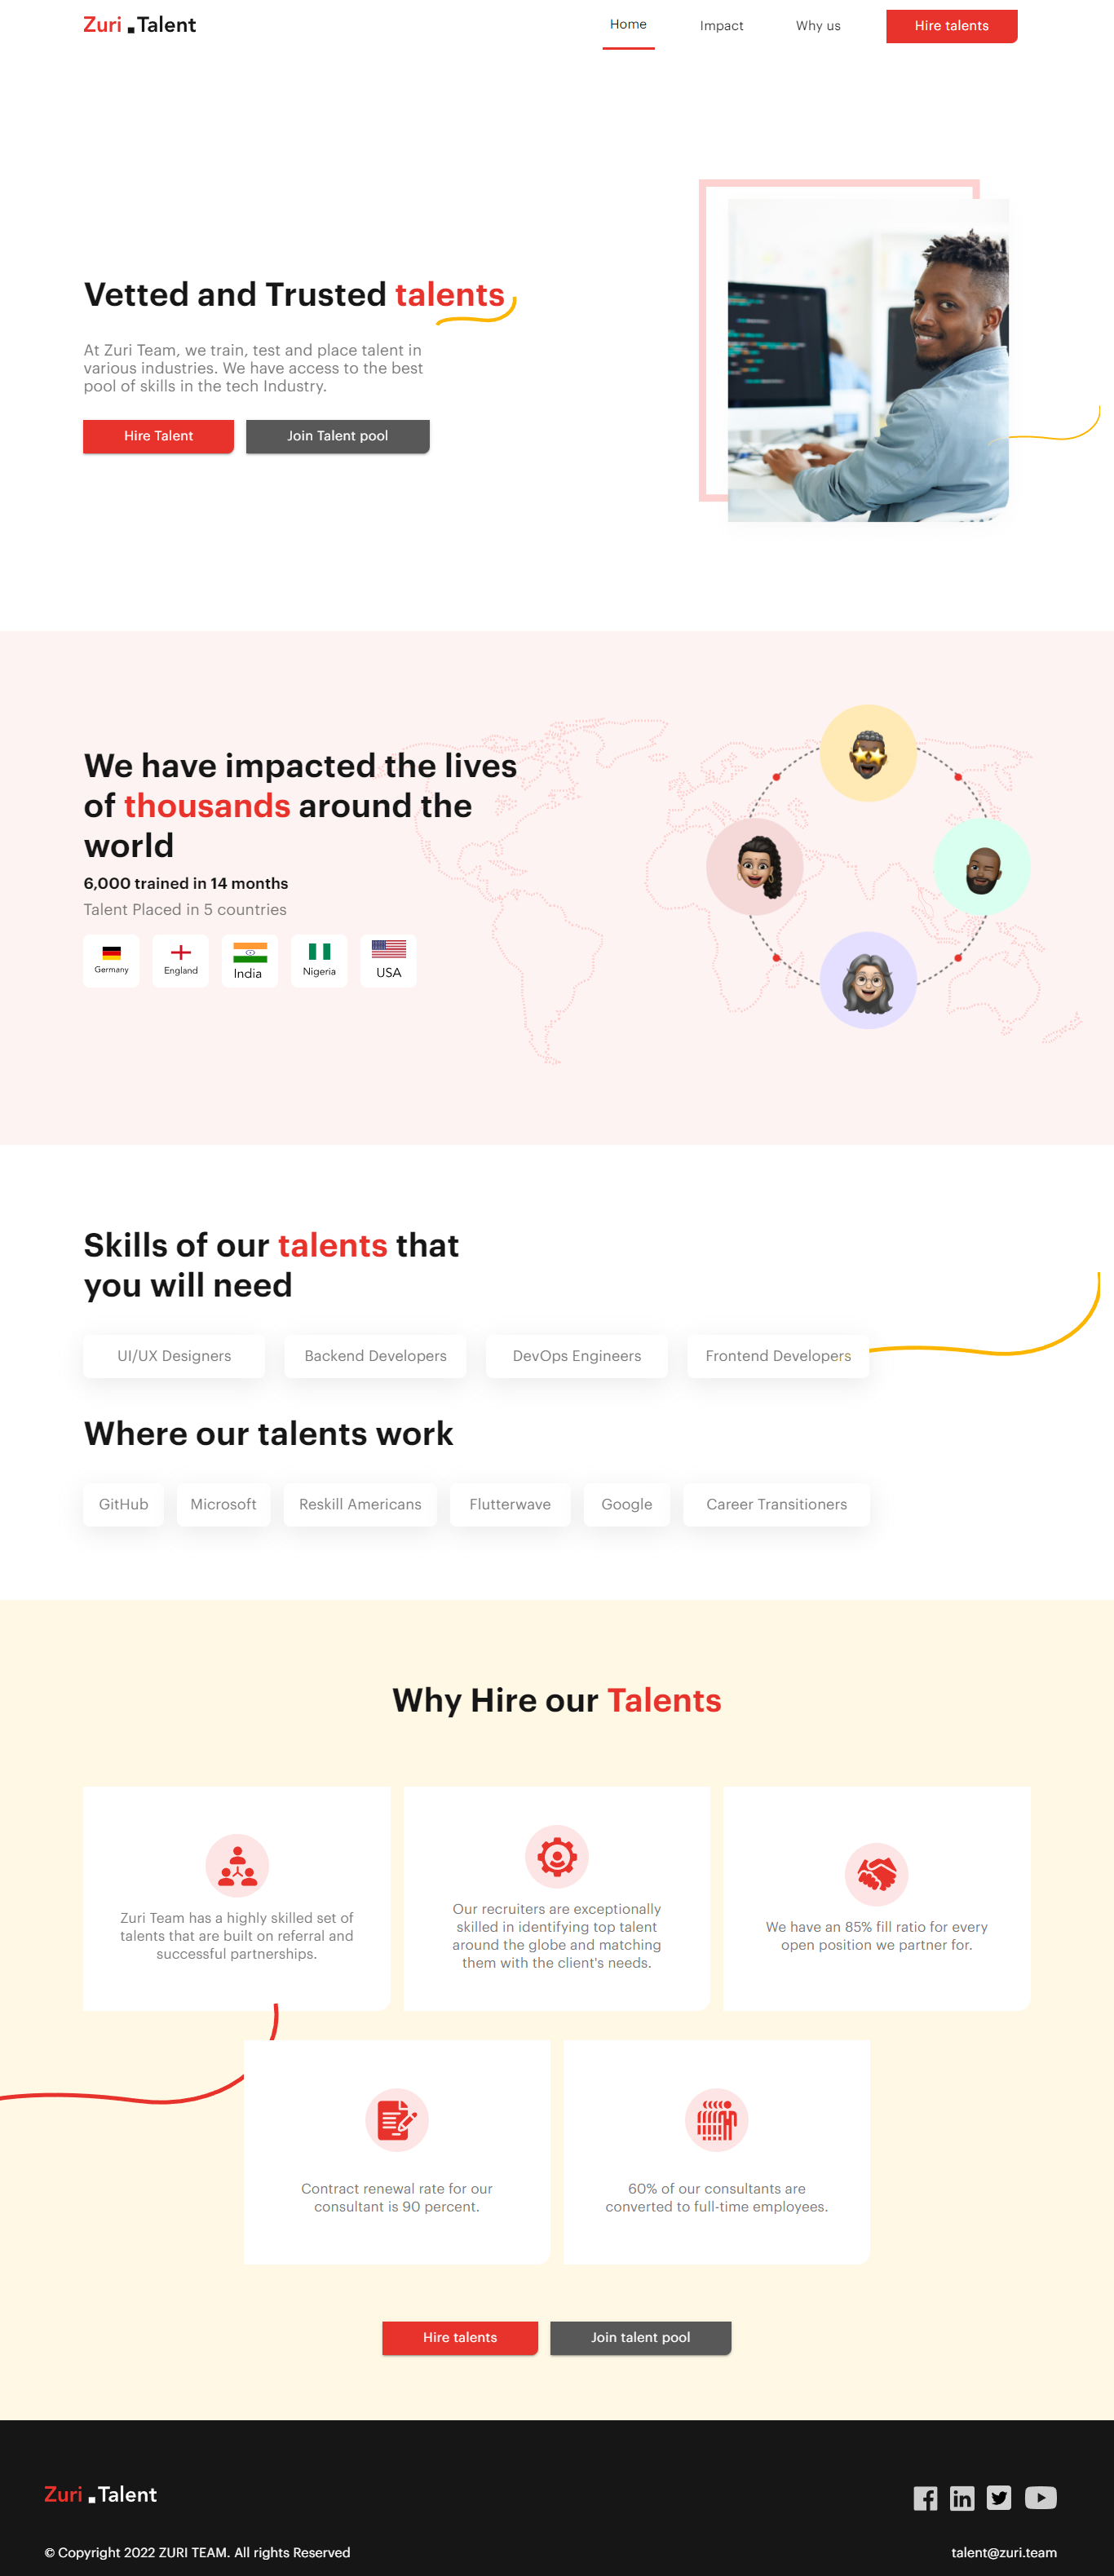 Zuri .Talent
Home Impact Why us Hire talents
Vetted and Trusted talents
At Zuri Team, we train, test and place talent in
various industries. We have access to the best
pool of skills in the tech Industry.
Hire Talent Join Talent pool
We have impacted the lives
of thousands around the
world
6,000 trained in 14 months
Talent Placed in 5 countries
Germany England India Nigeria USA
Skills of our talents that
you will need
UI/UX Designers Backend Developers DevOps Engineers Frontend Developers
Where our talents work
GitHub Microsoft Reskill Americans Flutterwave Google Career Transitioners
Why Hire our Talents
Zuri Team has a highly skilled set of
talents that are built on referral and
successful partnerships.
Our recruiters are exceptionally
skilled in identifying top talent
around the globe and matching
them with the client's needs.
We have an 85% fill ratio for every
open position we partner for.
Contract renewal rate for our
consultant is 90 percent.
60% of our consultants are
converted to full-time employees.
Hire talents Join talent pool
Zuri .Talent
© Copyright 2022 ZURI TEAM. All rights Reserved
talent@zuri.team